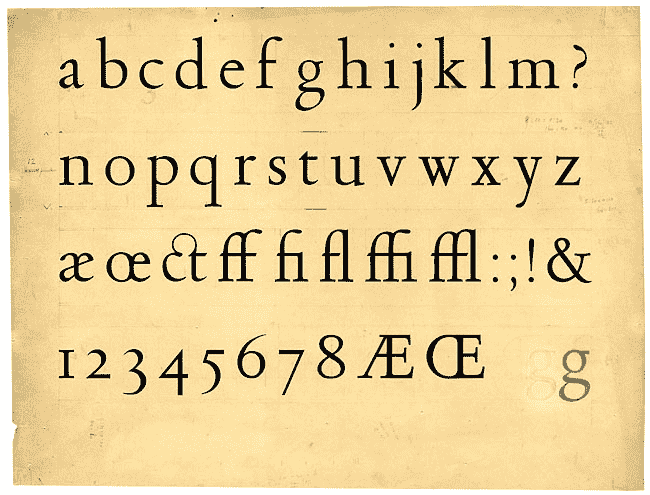 a b c d e f g h i j k l m ?
n o p q r s t u v w x y z
æ œ ct ff fi fl ffi ffl : ; ! &
1 2 3 4 5 6 7 8 Æ Œ g g